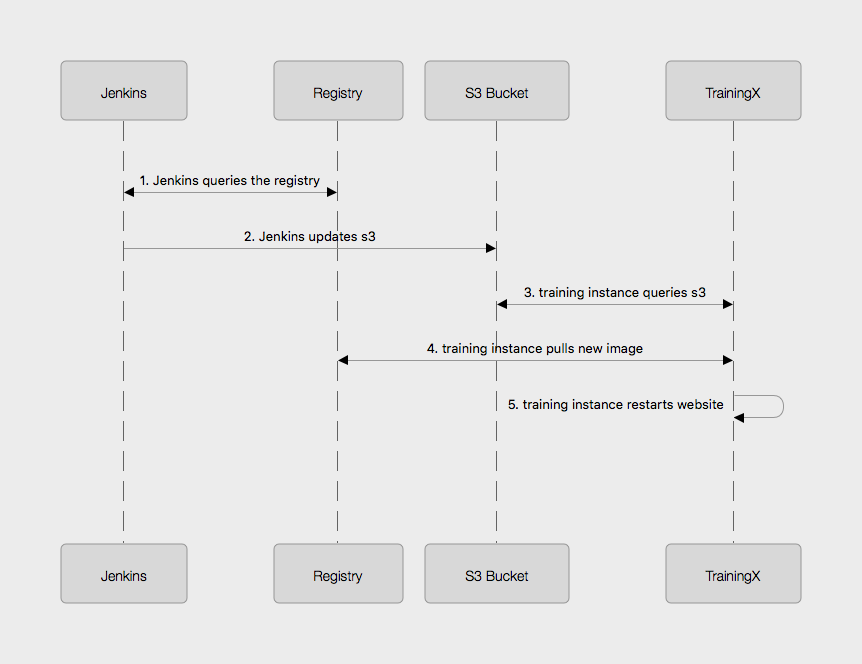 Jenkins
Registry
S3 Bucket
TrainingX
1. Jenkins queries the registry
2. Jenkins updates s3
3. training instance queries s3
4. training instance pulls new image
5. training instance restarts website
Jenkins
Registry
S3 Bucket
TrainingX